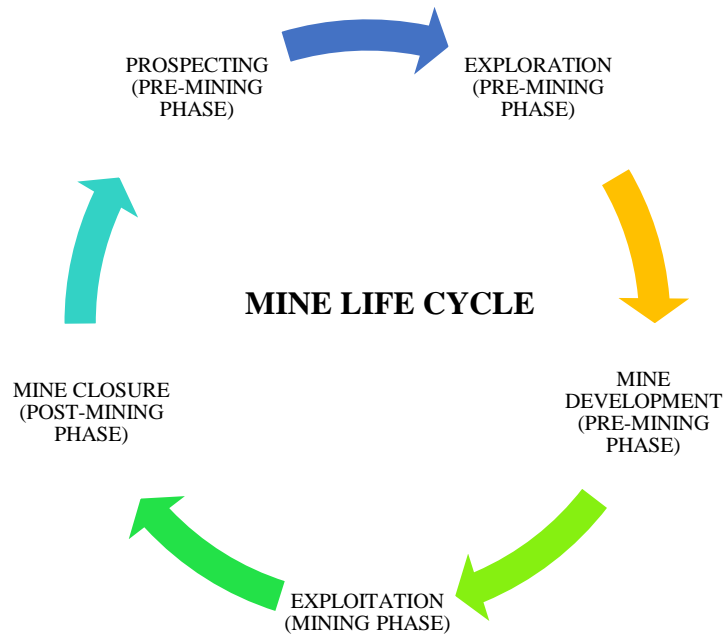 PROSPECTING
(PRE-MINING
PHASE)
EXPLORATION
(PRE-MINING
PHASE)
MINE LIFE CYCLE
MINE
DEVELOPMENT
(PRE-MINING
PHASE)
MINE CLOSURE
(POST-MINING
PHASE)
EXPLOITATION
(MINING PHASE)